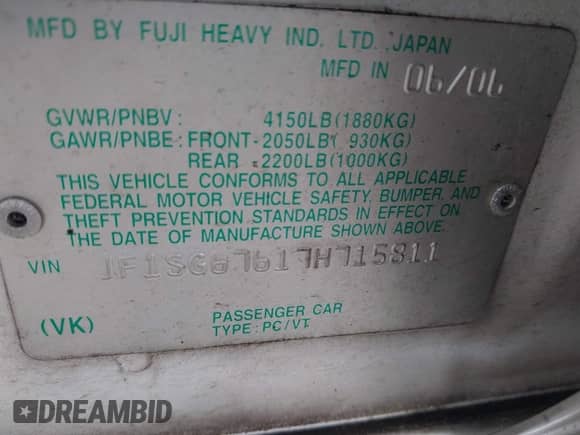 MFD BY FUJI HEAVY IND. LTD. JAPAN
MFD IN 06/06
GVWR/PNBV: 4150LB(1880KG)
GAWR/PNBE: FRONT-2050LB( 930KG)
REAR -2200LB(1000KG)
THIS VEHICLE CONFORMS TO ALL APPLICABLE
FEDERAL MOTOR VEHICLE SAFETY, BUMPER, AND
THEFT PREVENTION STANDARDS IN EFFECT ON
THE DATE OF MANUFACTURE SHOWN ABOVE.
VIN JF1SG67617H715811
(VK) PASSENGER CAR
TYPE: PC/VT
DREAMBID